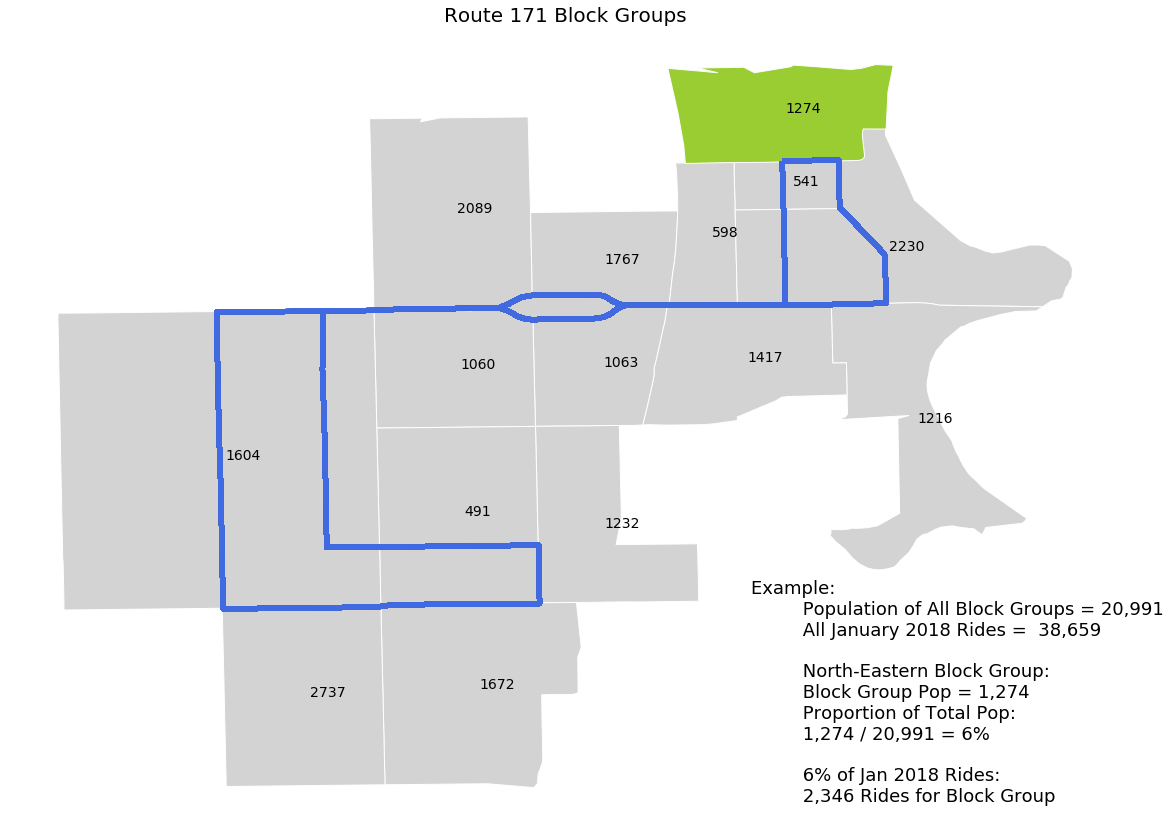 Route 171 Block Groups
1274
541
2089
598
2230
1767
1060
1063
1417
1216
1604
491
1232
2737
1672
Example:
Population of All Block Groups = 20,991
All January 2018 Rides =  38,659
North-Eastern Block Group:
Block Group Pop = 1,274
Proportion of Total Pop:
1,274 / 20,991 = 6%
6% of Jan 2018 Rides:
2,346 Rides for Block Group